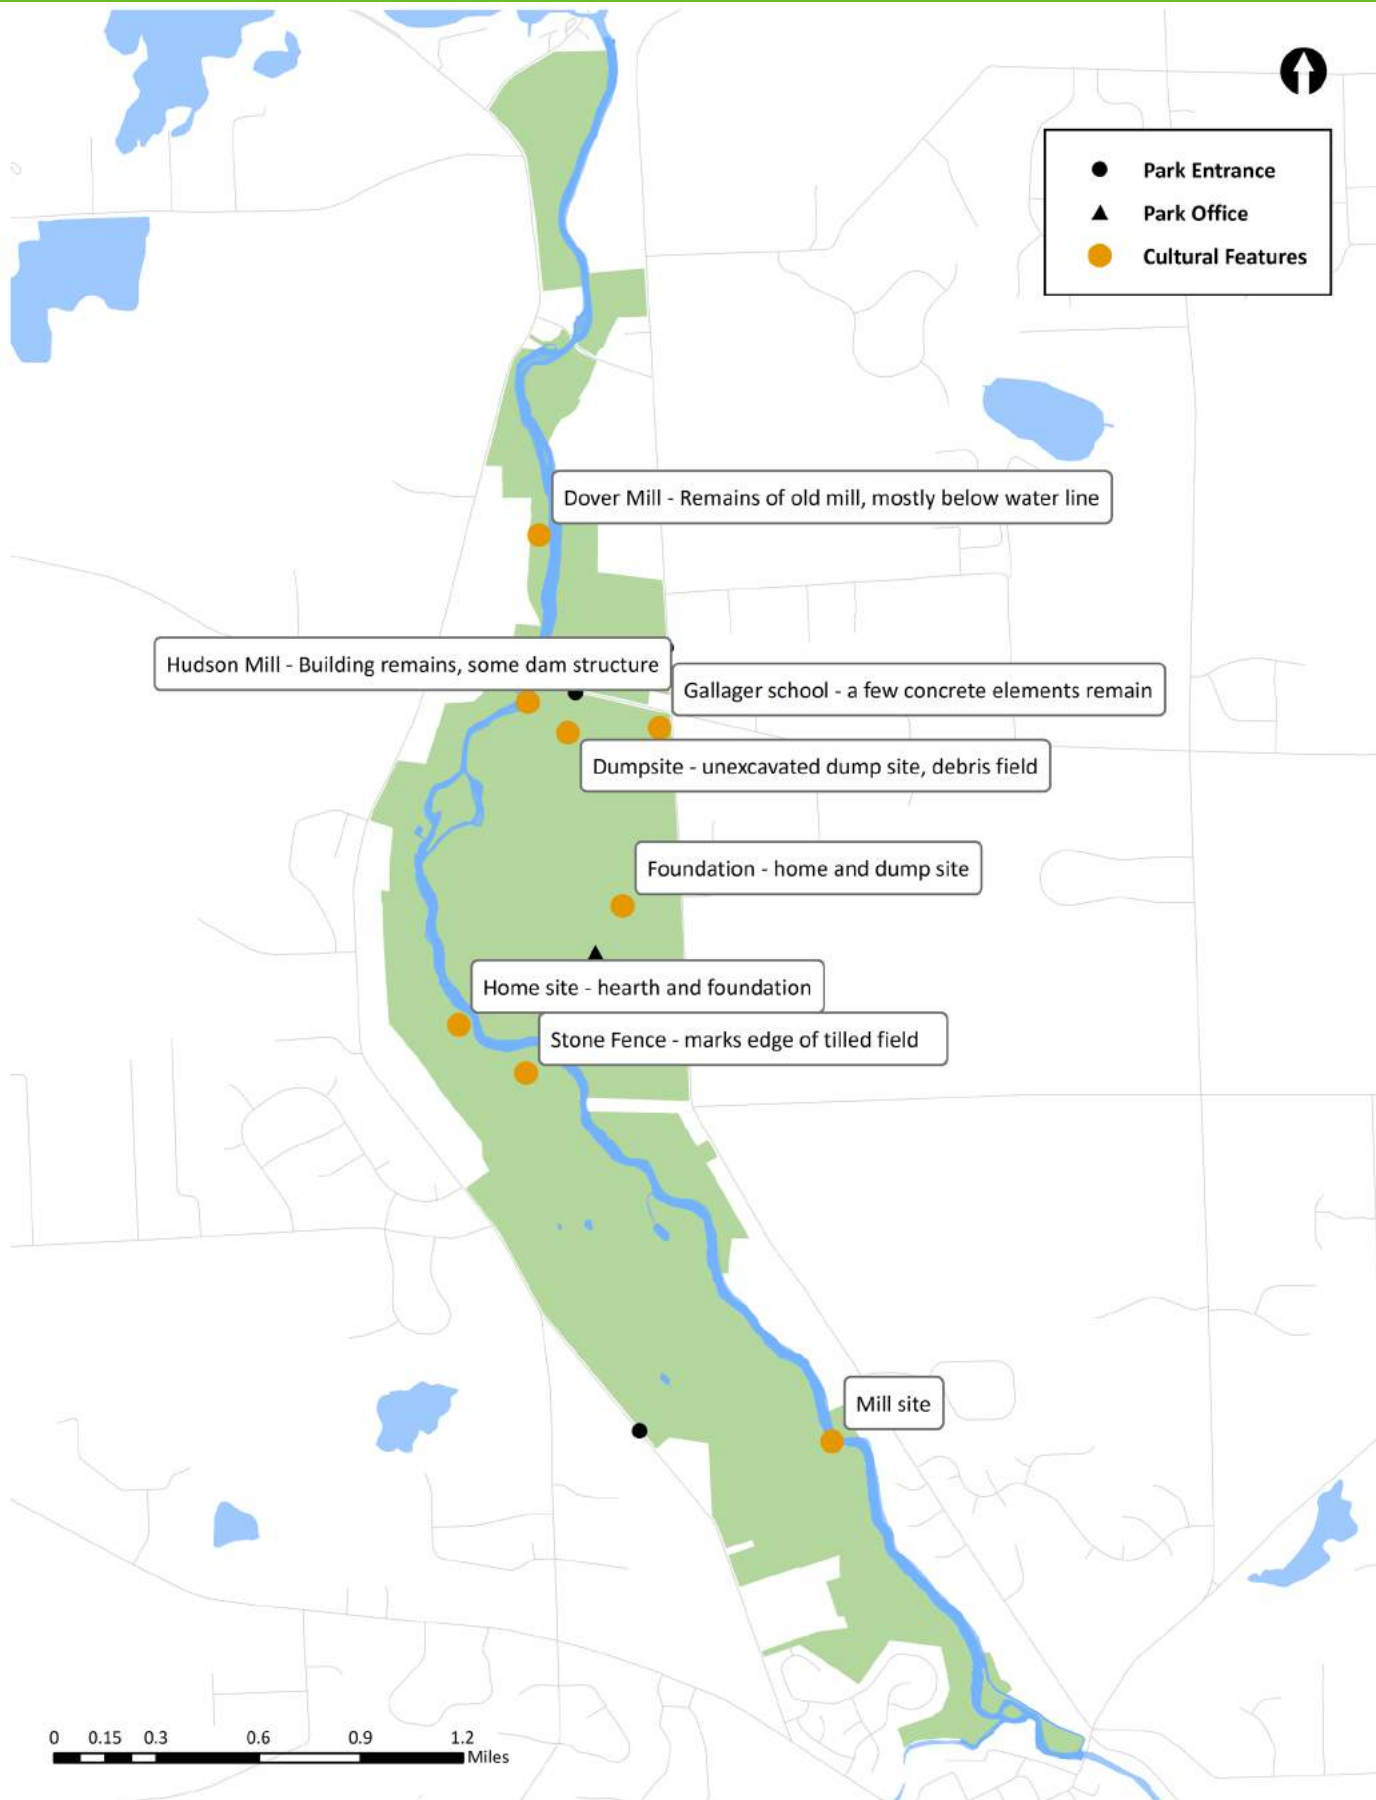 Park Entrance
Park Office
Cultural Features
Dover Mill - Remains of old mill, mostly below water line
Hudson Mill - Building remains, some dam structure
Gallager school - a few concrete elements remain
Dumpsite - unexcavated dump site, debris field
Foundation - home and dump site
Home site - hearth and foundation
Stone Fence - marks edge of tilled field
Mill site
0 0.15 0.3 0.6 0.9 1.2
Miles